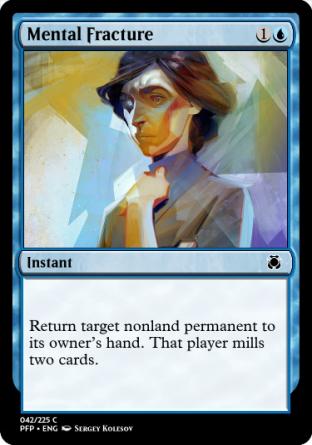 Mental Fracture 1
Instant
Return target nonland permanent to
its owner's hand. That player mills
two cards.
042/225 C
PFP • ENG Sergey Kolesov